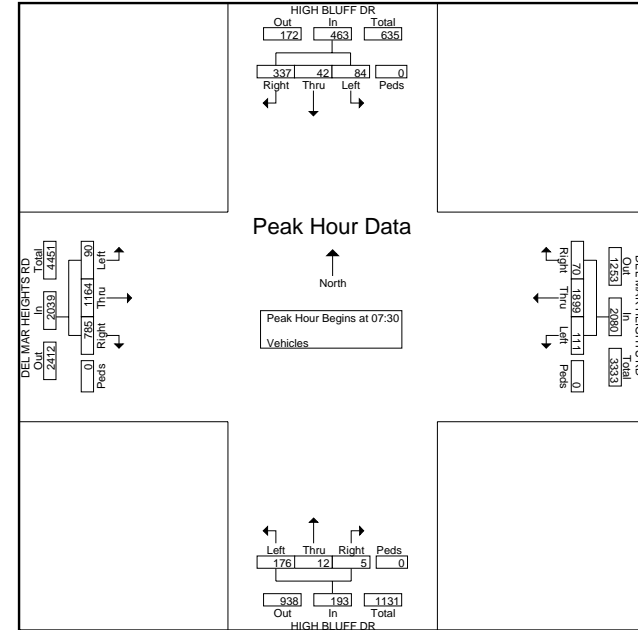 HIGH BLUFF DR
Out In Total
172 463 635
337 42 84 0
Right Thru Left Peds
Peak Hour Data
North
Peak Hour Begins at 07:30
Vehicles
DEL MAR HEIGHTS RD
Out In Total
2412 2039 4451
Left Thru Right Peds
90 1164 785 0
Out In Total
1253 2080 3333
70 1899 111 0
Right Thru Left Peds
Left Thru Right Peds
176 12 5 0
938 193 1131
Out In Total
HIGH BLUFF DR